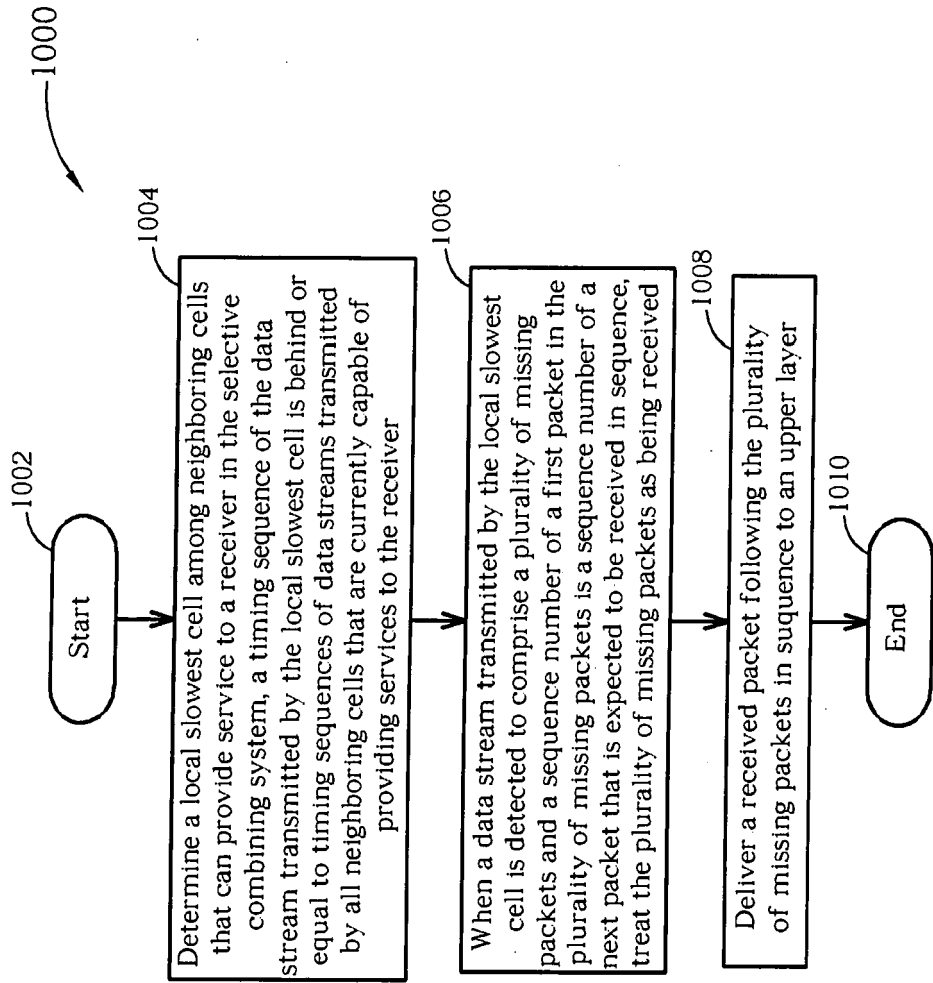 1000
1002
Start
1004
Determine a local slowest cell among neighboring cells
that can provide service to a receiver in the selective
combining system, a timing sequence of the data
stream transmitted by the local slowest cell is behind or
equal to timing sequences of data streams transmitted
by all neighboring cells that are currently capable of
providing services to the receiver
1006
When a data stream transmitted by the local slowest
cell is detected to comprise a plurality of missing
packets and a sequence number of a first packet in the
plurality of missing packets is a sequence number of a
next packet that is expected to be received in sequence,
treat the plurality of missing packets as being received
1008
Deliver a received packet following the plurality
of missing packets in suquence to an upper layer
1010
End